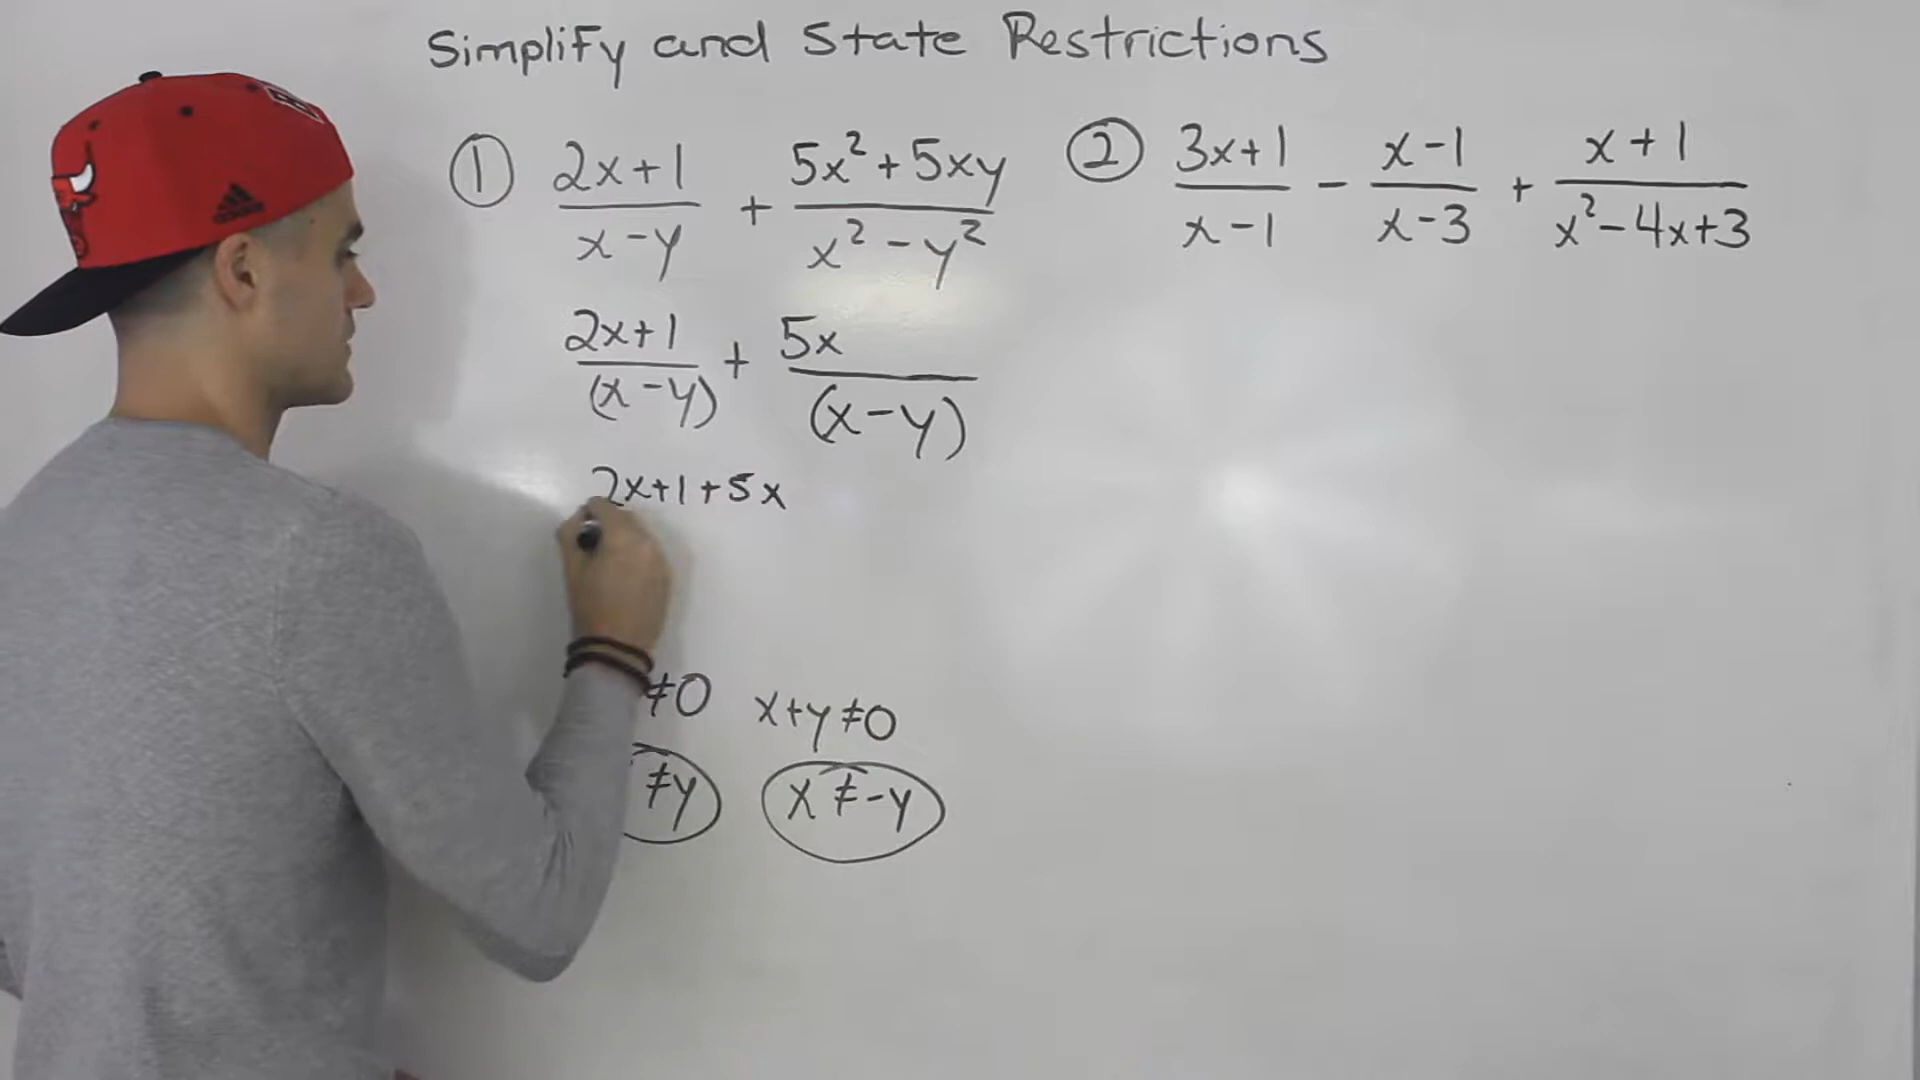 Simplify and State Restrictions
① 2x+1/x-y + 5x²+5xy/x²-y²
2x+1/(x-y) + 5x/(x-y)
2x+1+5x
≠0 x+y≠0
≠y x≠-y
② 3x+1/x-1 - x-1/x-3 + x+1/x²-4x+3